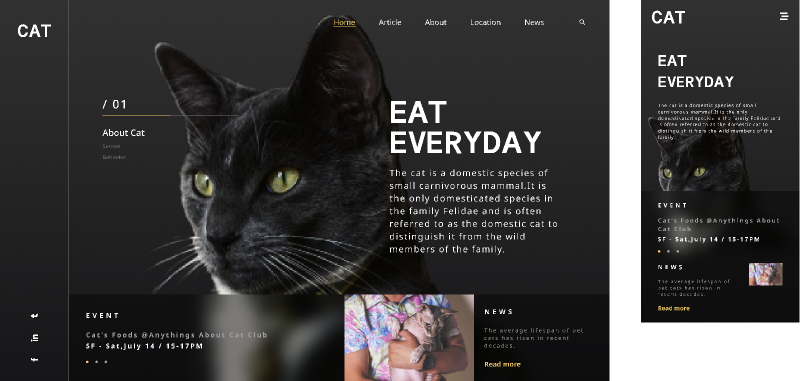 CAT
Home Article About Location News
/ 01
About Cat
Senses
Behavior
EAT
EVERYDAY
The cat is a domestic species of
small carnivorous mammal.It is
the only domesticated species in
the family Felidae and is often
referred to as the domestic cat to
distinguish it from the wild
members of the family.
EVENT
Cat's Foods @Anythings About Cat Club
SF - Sat,July 14 / 15-17PM
NEWS
The average lifespan of pet
cats has risen in recent
decades.
Read more
f
in
CAT
EAT
EVERYDAY
The cat is a domestic species of small
carnivorous mammal.It is the only
domesticated species in the family Felidae and
is often referred to as the domestic cat to
distinguish it from the wild members of the
family.
EVENT
Cat's Foods @Anythings About
Cat Club
SF - Sat,July 14 / 15-17PM
NEWS
The average lifespan of
pet cats has risen in
recent decades.
Read more